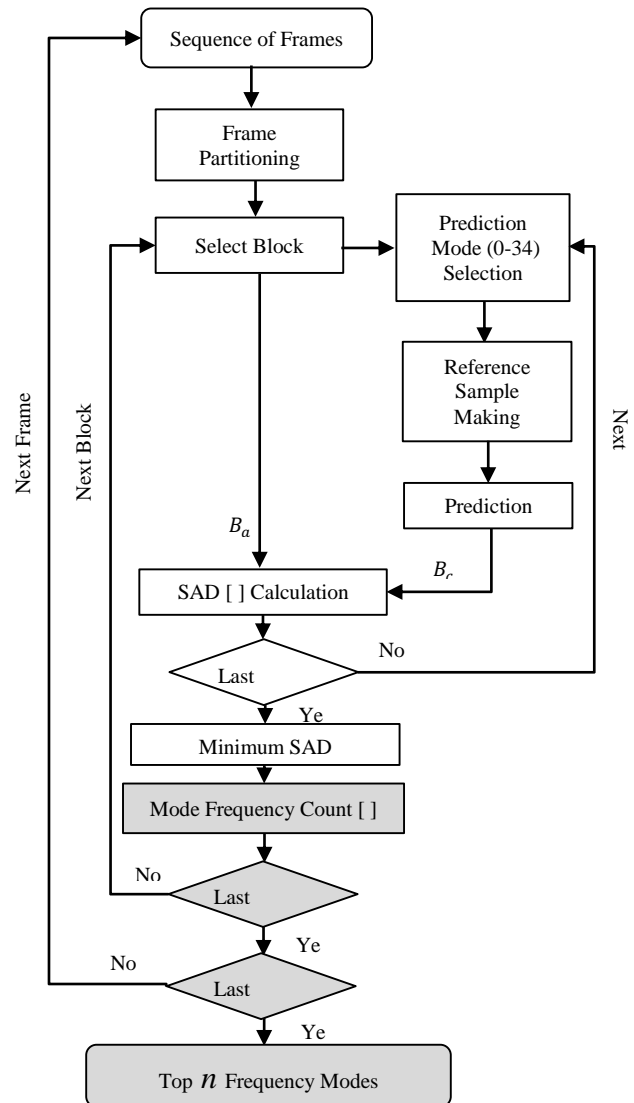 Sequence of Frames
Frame
Partitioning
Select Block
Prediction
Mode (0-34)
Selection
Reference
Sample
Making
Prediction
Next Frame
Next Block
Next
B_a
B_c
SAD [ ] Calculation
Last
No
Ye
Minimum SAD
Mode Frequency Count [ ]
No
Last
Ye
No
Last
Ye
Top n Frequency Modes